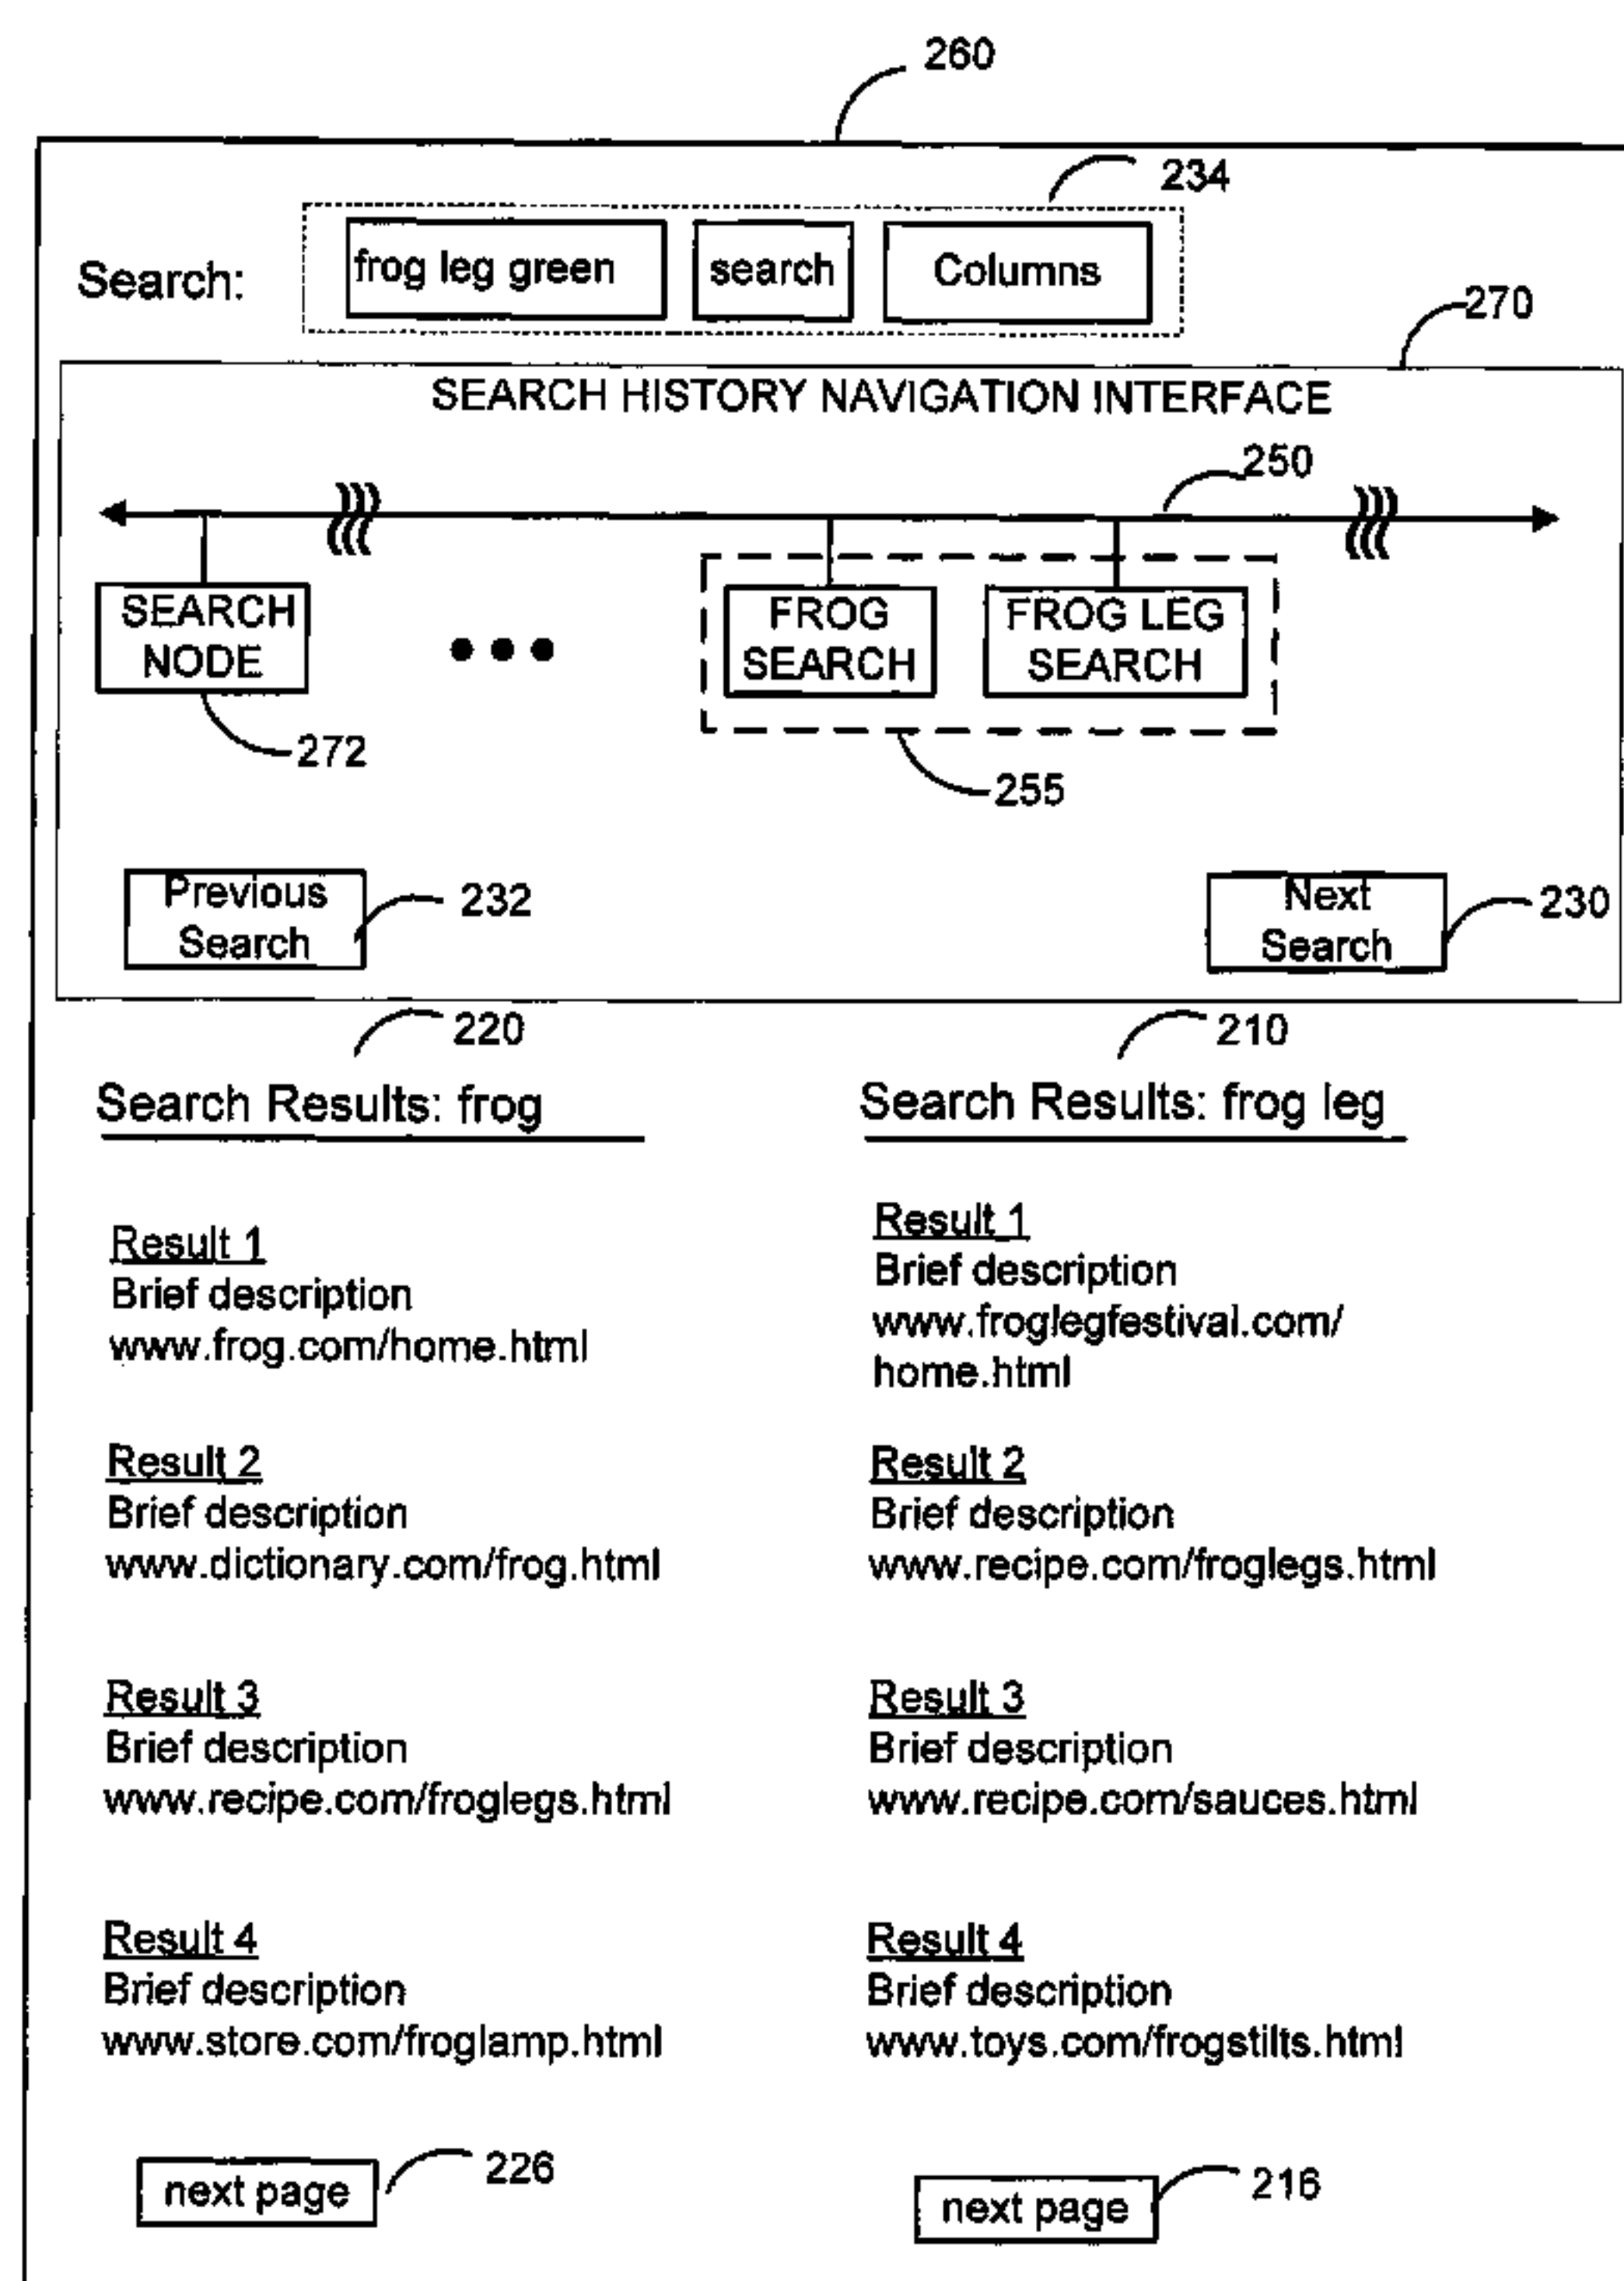 260
234
Search:
frog leg green
search
Columns
270
SEARCH HISTORY NAVIGATION INTERFACE
250
SEARCH
NODE
FROG
SEARCH
FROG LEG
SEARCH
272
255
Previous
Search
232
Next
Search
230
220
210
Search Results: frog
Result 1
Brief description
www.frog.com/home.html
Result 2
Brief description
www.dictionary.com/frog.html
Result 3
Brief description
www.recipe.com/froglegs.html
Result 4
Brief description
www.store.com/froglamp.html
next page
226
Search Results: frog leg
Result 1
Brief description
www.froglegfestival.com/
home.html
Result 2
Brief description
www.recipe.com/froglegs.html
Result 3
Brief description
www.recipe.com/sauces.html
Result 4
Brief description
www.toys.com/frogstilts.html
next page
216